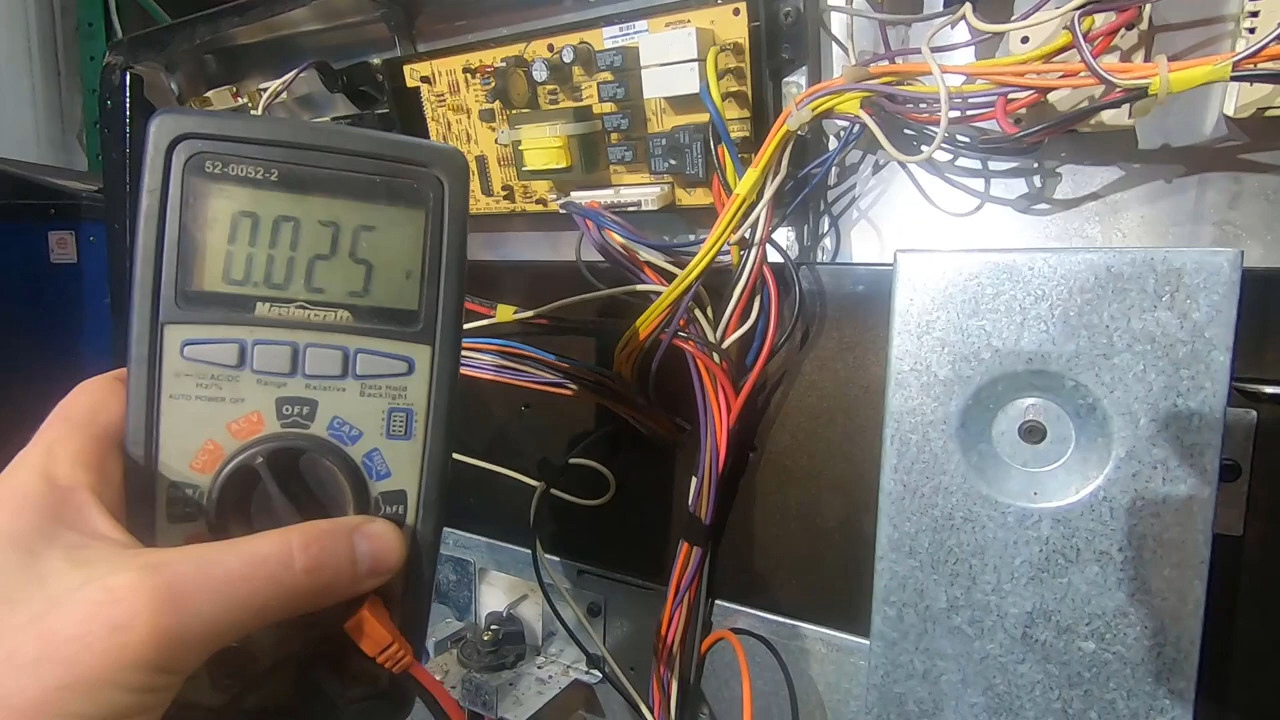 52-0052-2
0.025
V
Mastercraft
AC/DC
Hz/%
Range
Relative
Data Hold
Backlight
AUTO POWER OFF
DCV
ACV
OFF
CAP
hFE